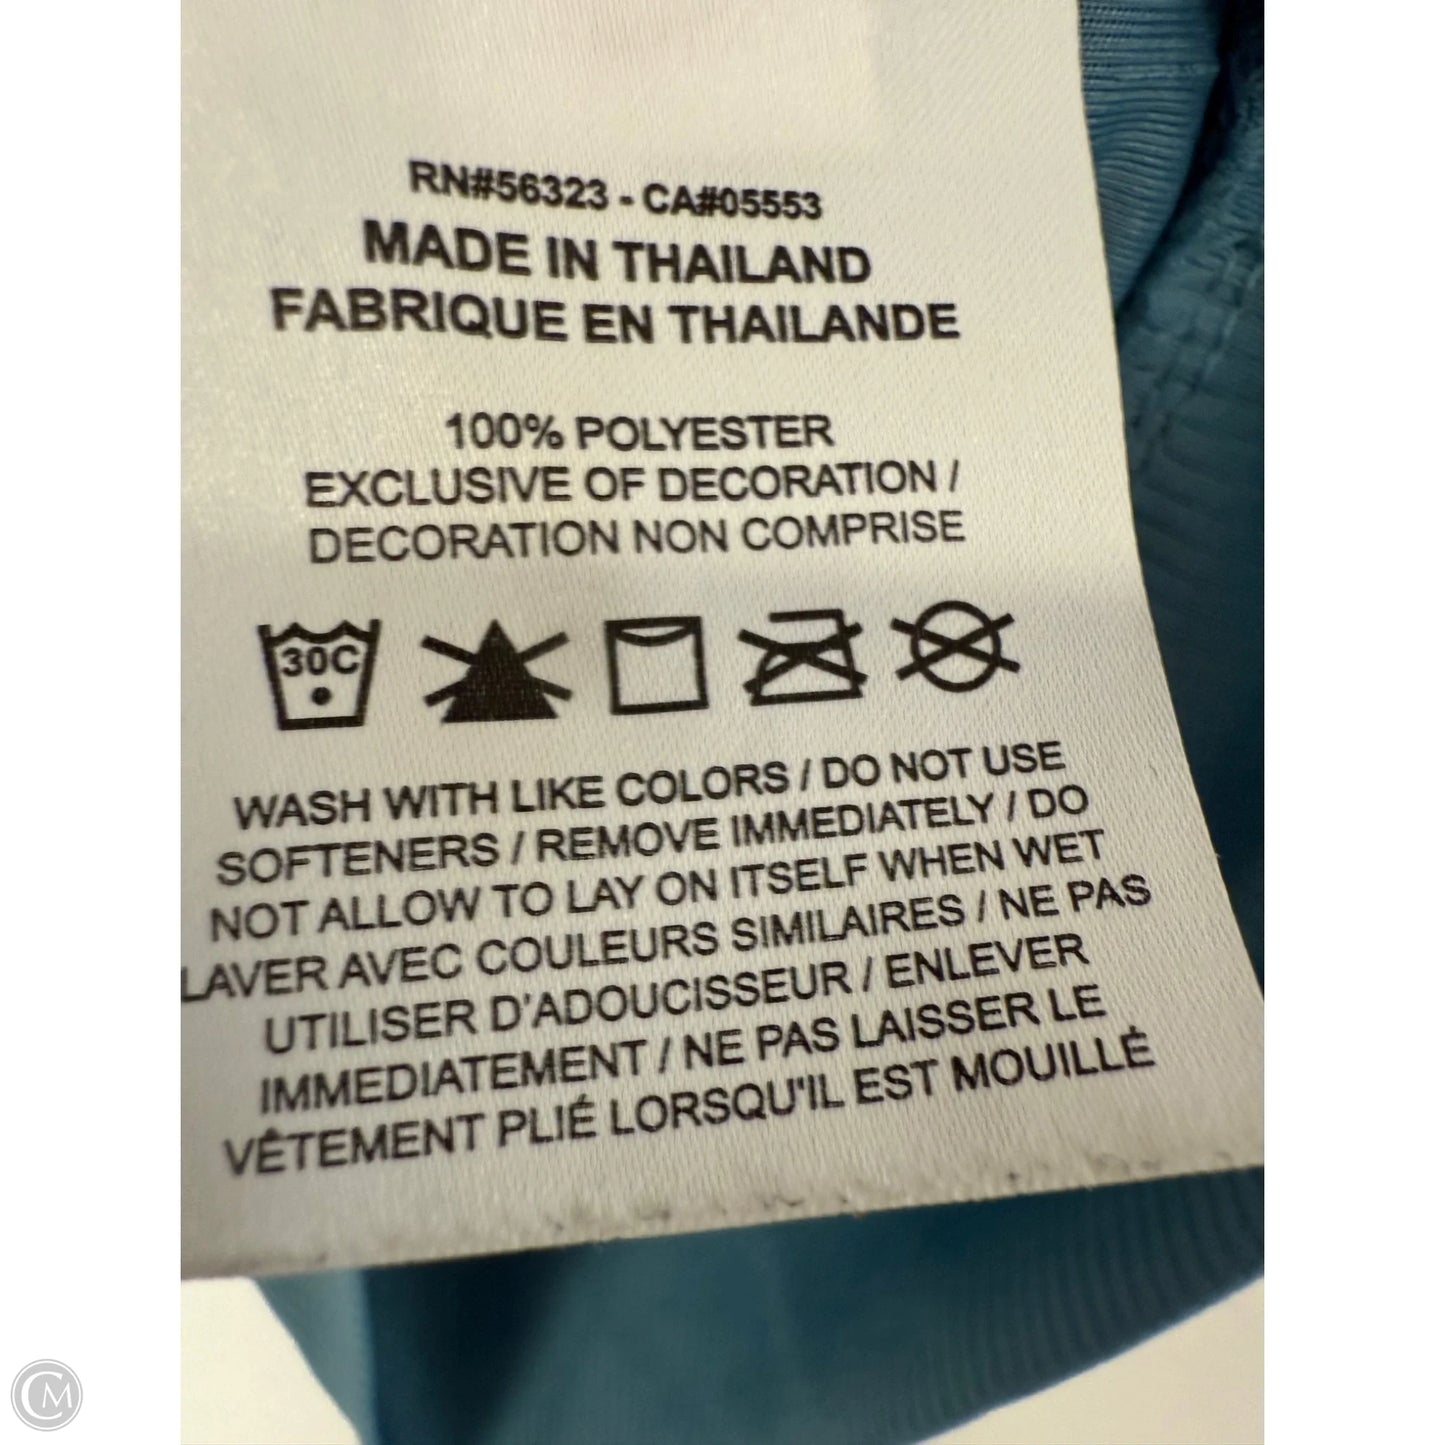 RN#56323 - CA#05553
MADE IN THAILAND
FABRIQUE EN THAILANDE
100% POLYESTER
EXCLUSIVE OF DECORATION /
DECORATION NON COMPRISE
30C
WASH WITH LIKE COLORS / DO NOT USE
SOFTENERS / REMOVE IMMEDIATELY / DO
NOT ALLOW TO LAY ON ITSELF WHEN WET
LAVER AVEC COULEURS SIMILAIRES / NE PAS
UTILISER D'ADOUCISSEUR / ENLEVER
IMMEDIATEMENT / NE PAS LAISSER LE
VÊTEMENT PLIÉ LORSQU'IL EST MOUILLÉ
CM